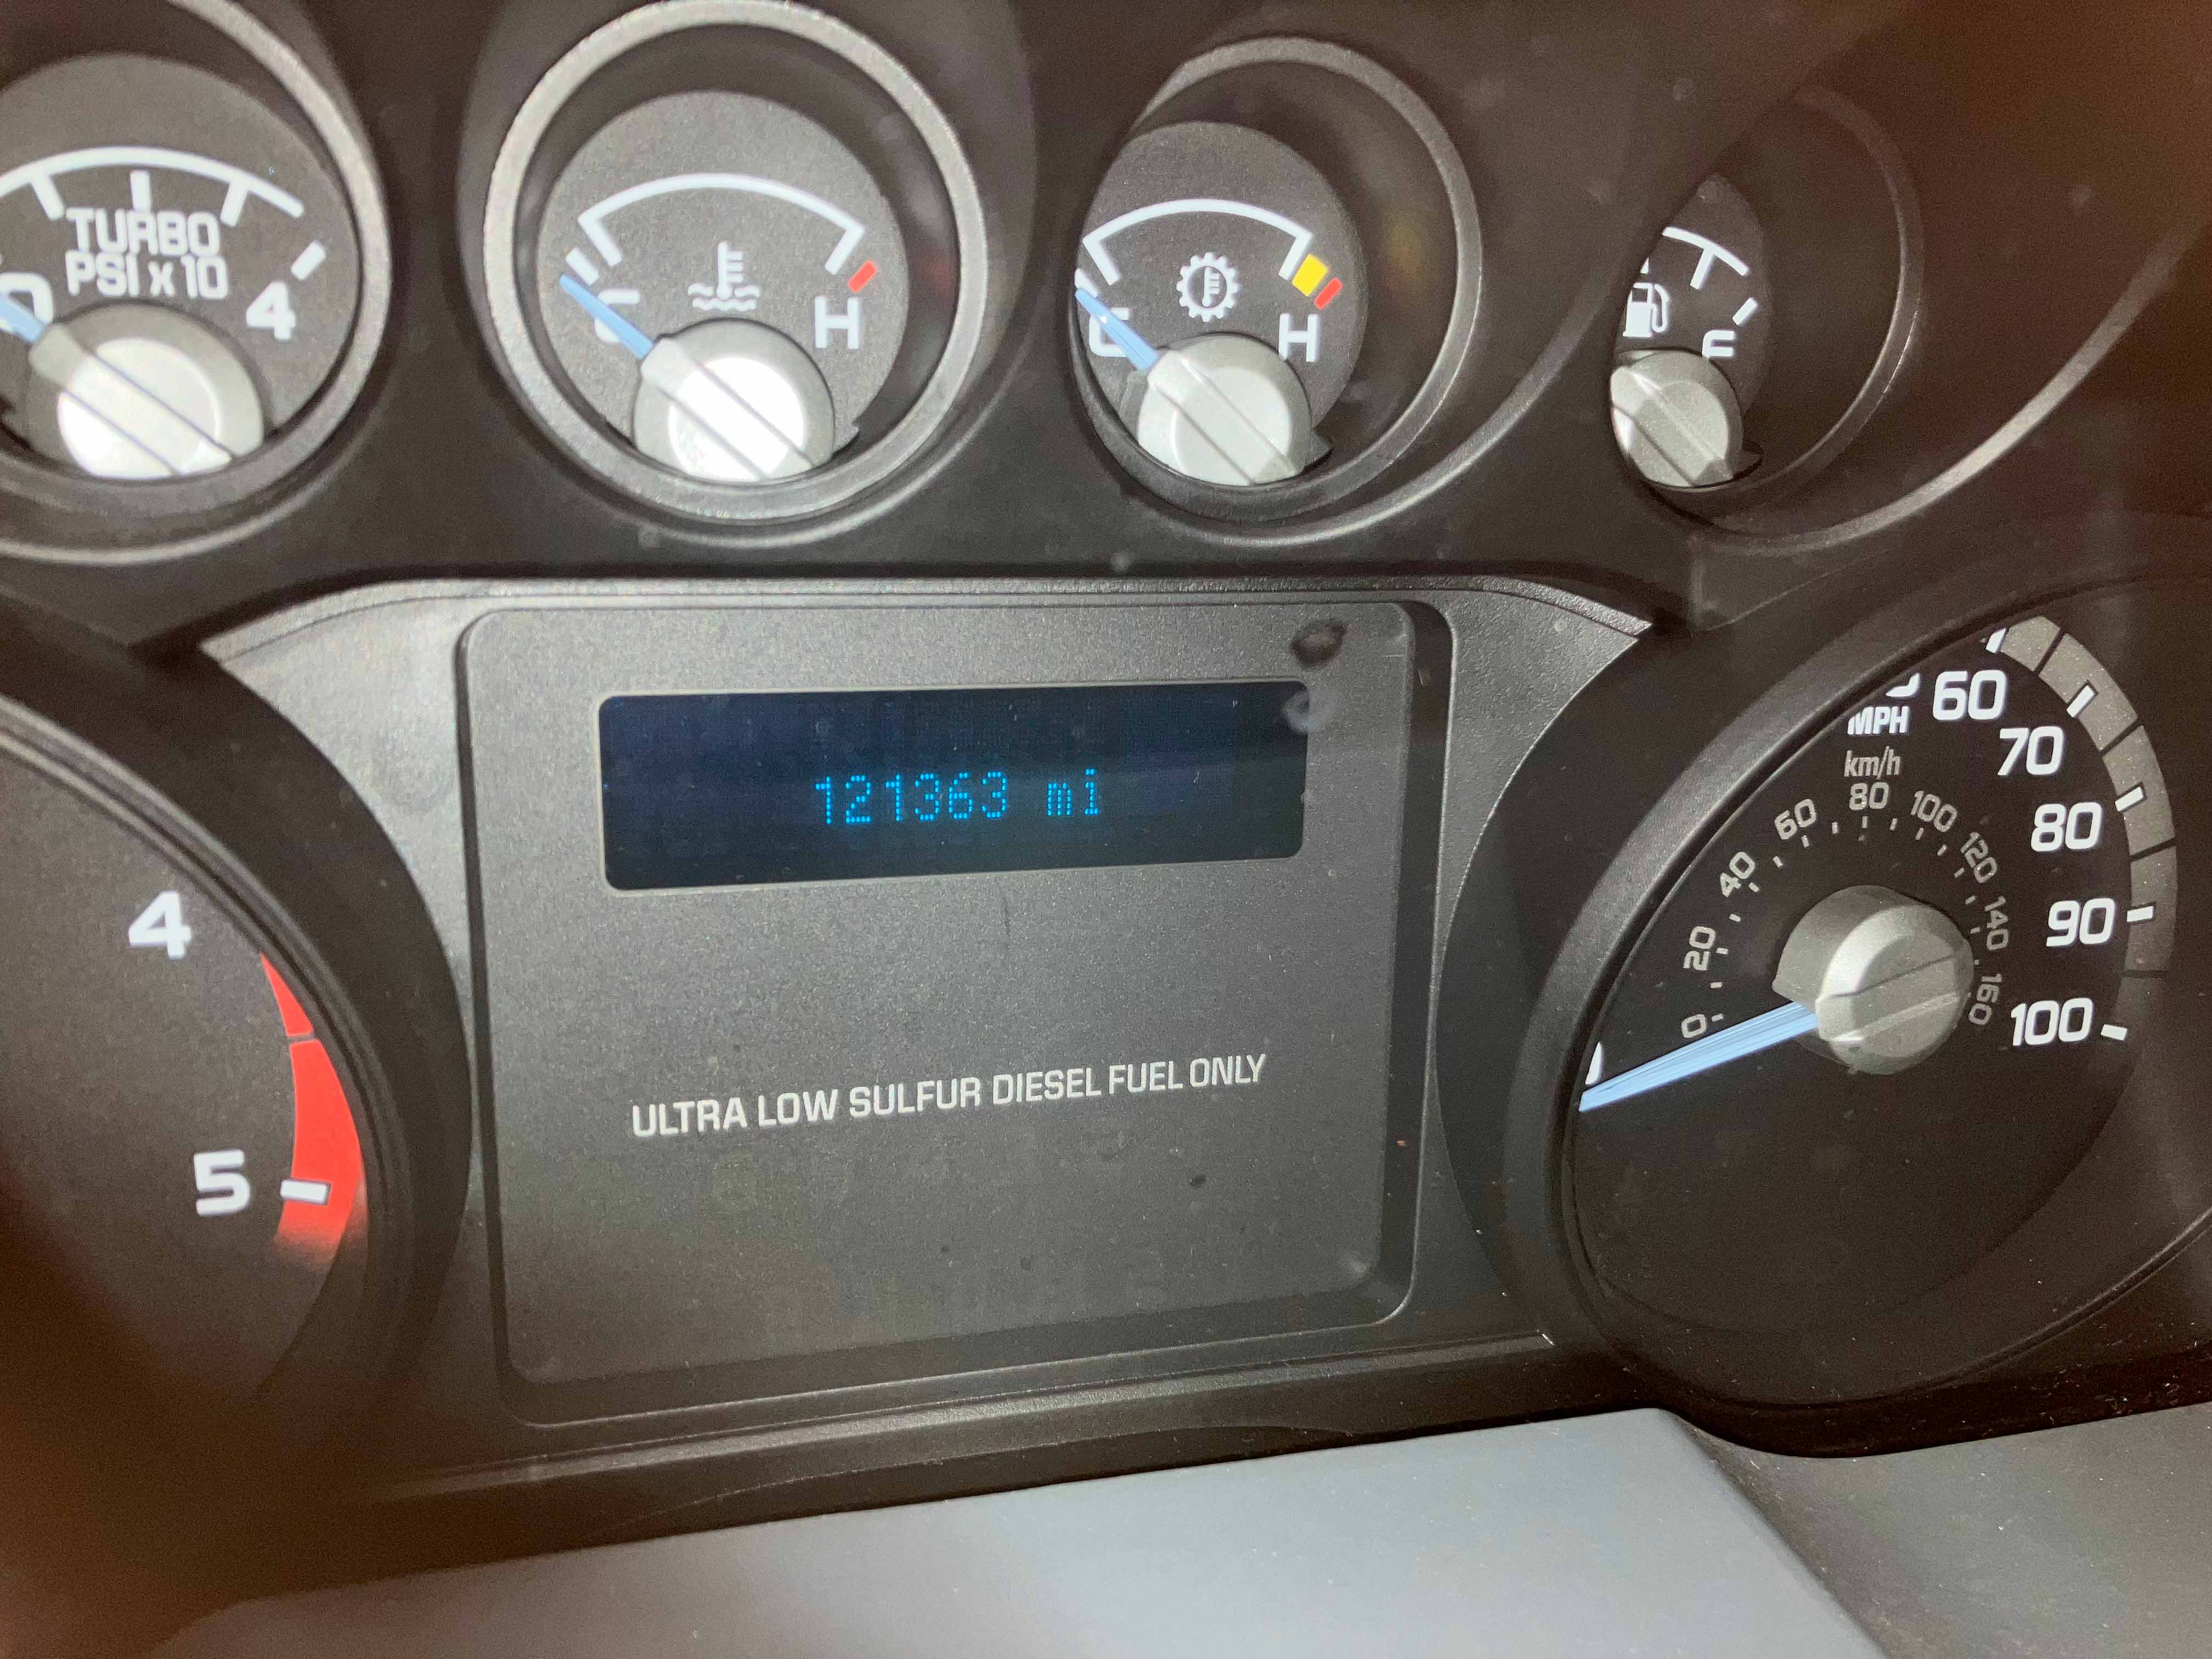 TURBO
PSI x 10
0
4
C
H
C
H
F
121363 mi
ULTRA LOW SULFUR DIESEL FUEL ONLY
4
5
MPH
km/h
60
70
80
90
100
0
20
40
60
80
100
120
140
160